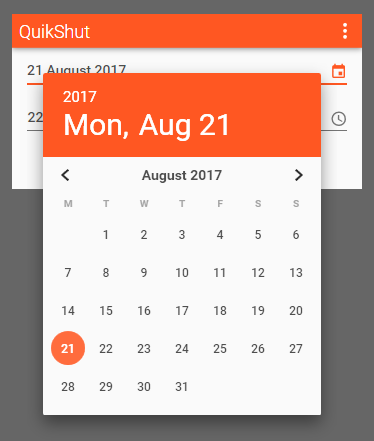 QuikShut
21 August 2017
22
2017
Mon, Aug 21
August 2017
M T W T F S S
1 2 3 4 5 6
7 8 9 10 11 12 13
14 15 16 17 18 19 20
21 22 23 24 25 26 27
28 29 30 31